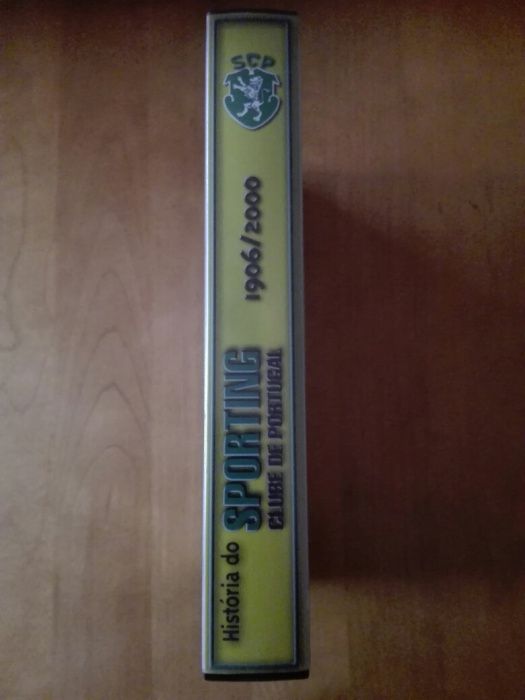 História do
SPORTING
CLUBE DE PORTUGAL
1906/2000
SCP